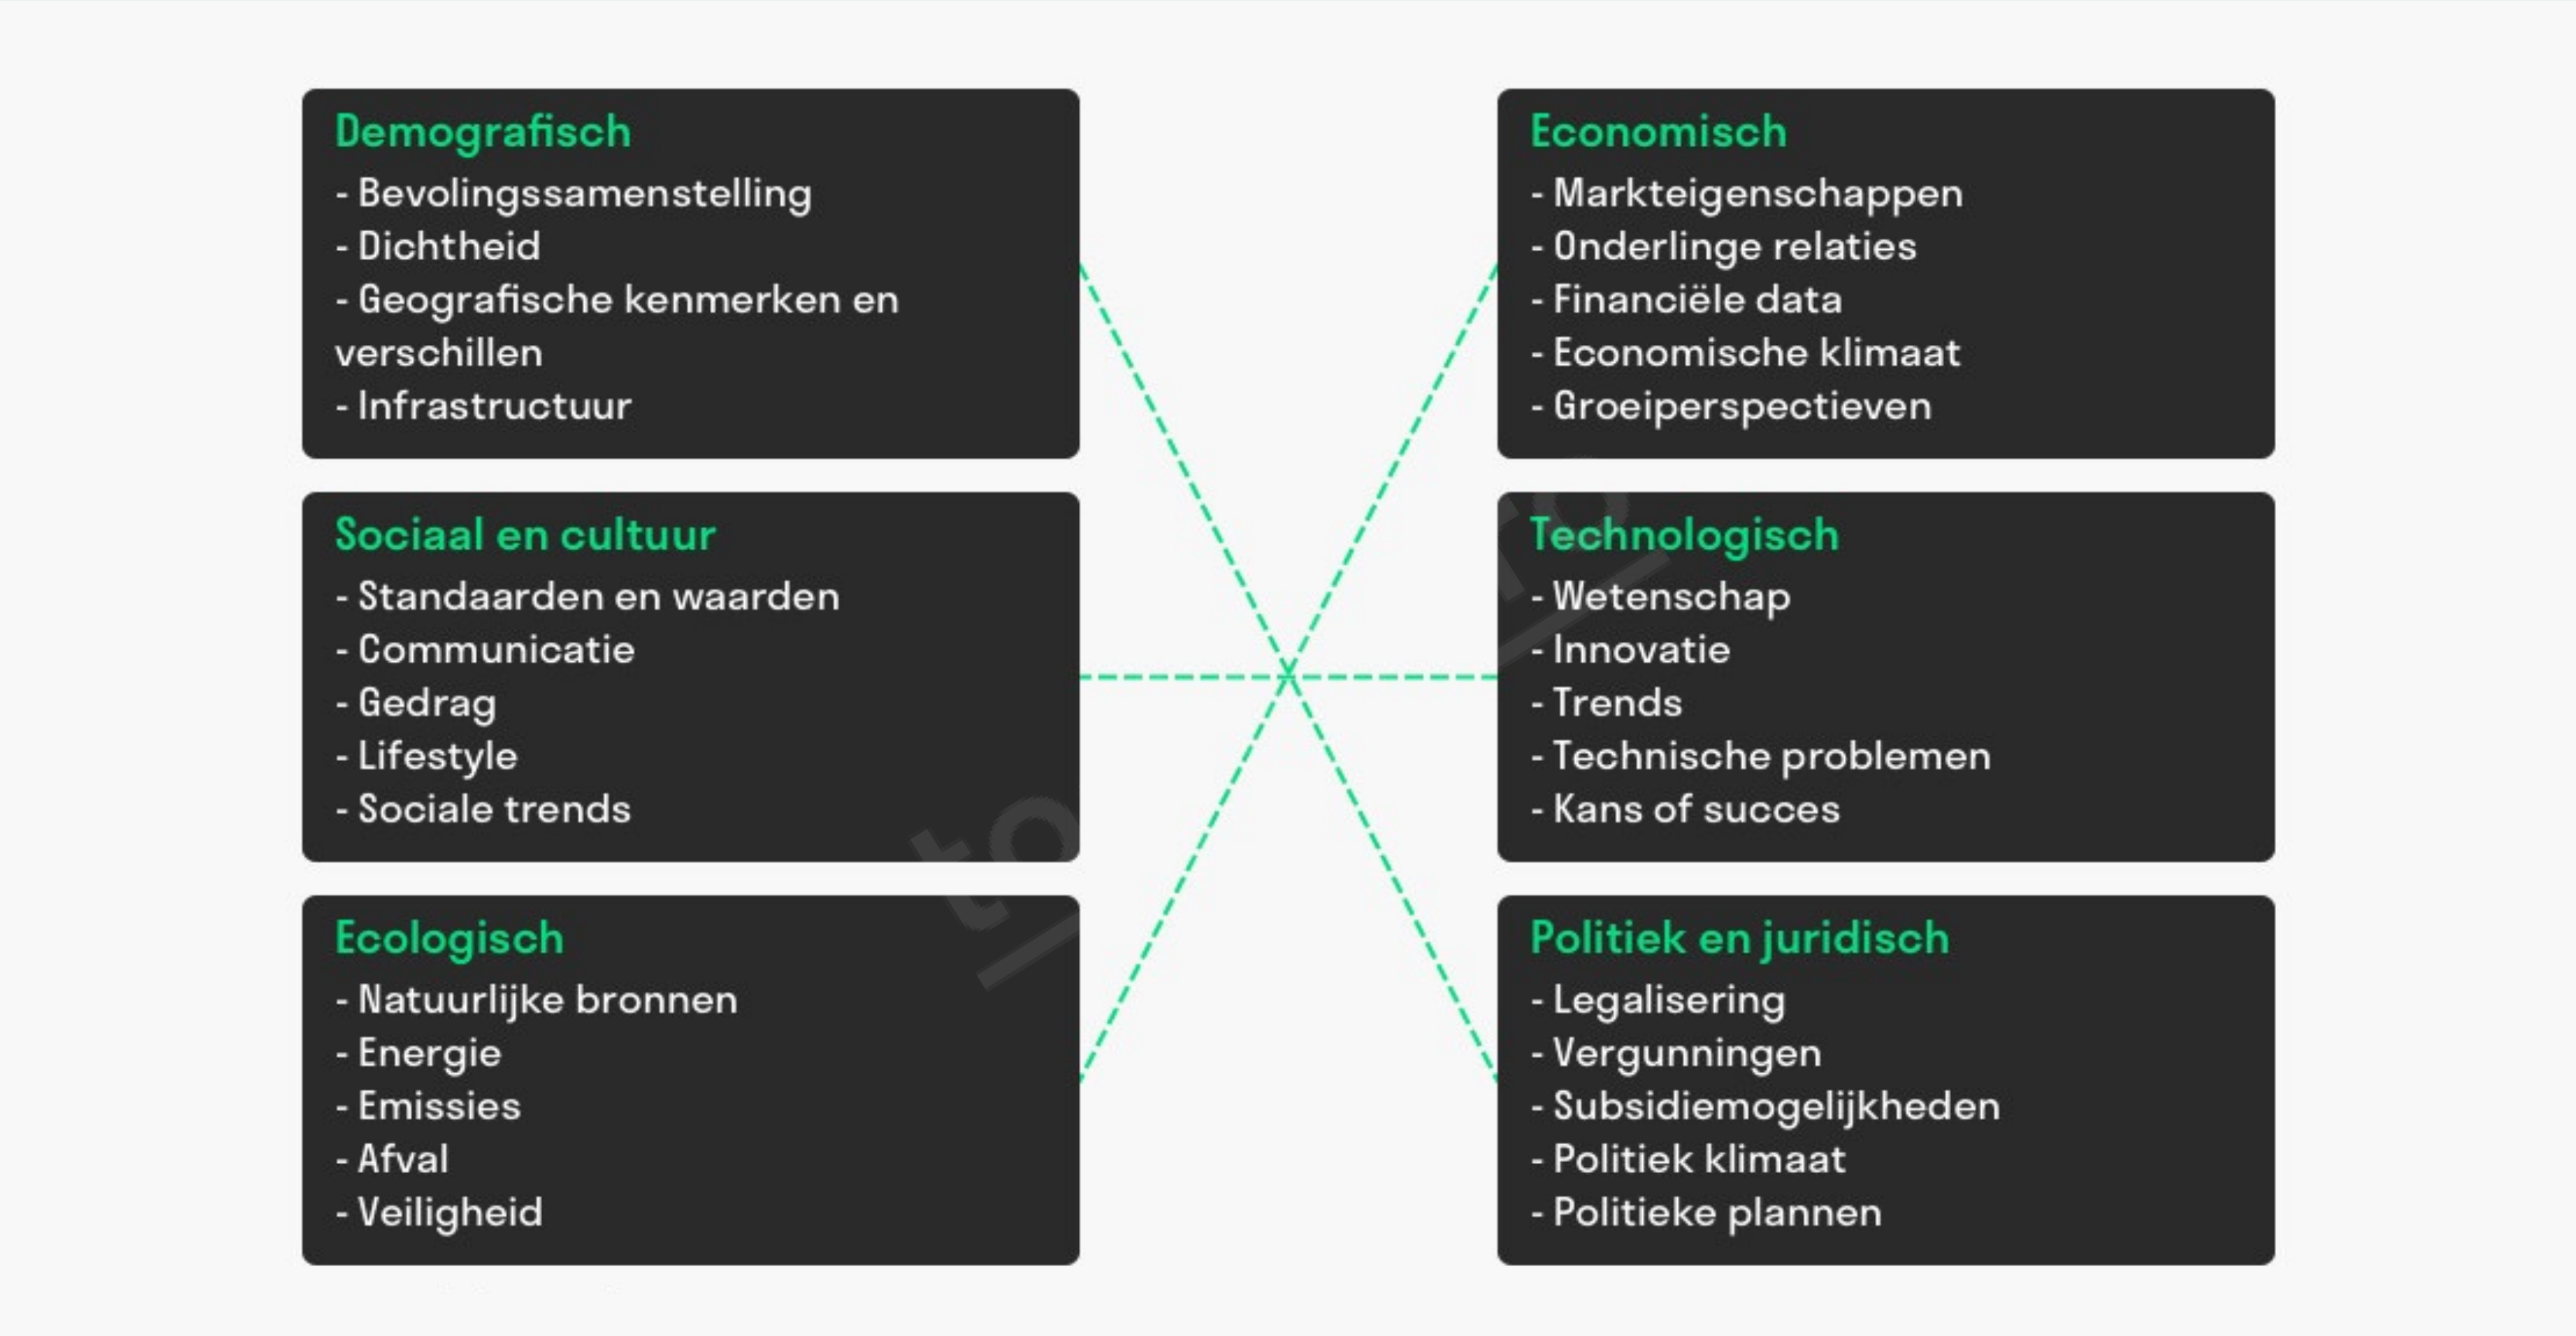 Demografisch
- Bevolingssamenstelling
- Dichtheid
- Geografische kenmerken en
verschillen
- Infrastructuur
Economisch
- Markteigenschappen
- Onderlinge relaties
- Financiële data
- Economische klimaat
- Groeiperspectieven
Sociaal en cultuur
- Standaarden en waarden
- Communicatie
- Gedrag
- Lifestyle
- Sociale trends
Technologisch
- Wetenschap
- Innovatie
- Trends
- Technische problemen
- Kans of succes
Ecologisch
- Natuurlijke bronnen
- Energie
- Emissies
- Afval
- Veiligheid
Politiek en juridisch
- Legalisering
- Vergunningen
- Subsidiemogelijkheden
- Politiek klimaat
- Politieke plannen